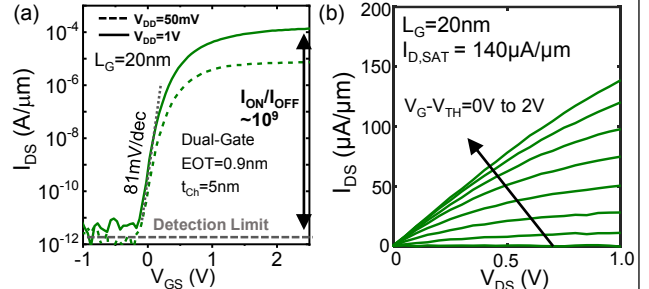 (a)
V_DD=50mV
V_DD=1V
L_G=20nm
81mV/dec
I_ON/I_OFF
~10⁹
Dual-Gate
EOT=0.9nm
t_Ch=5nm
Detection Limit
I_DS (A/μm)
10⁻⁴
10⁻⁶
10⁻⁸
10⁻¹⁰
10⁻¹²
-1 0 1 2
V_GS (V)
(b)
L_G=20nm
I_D,SAT = 140μA/μm
V_G-V_TH=0V to 2V
I_DS (μA/μm)
200
150
100
50
0
0 0.5 1.0
V_DS (V)